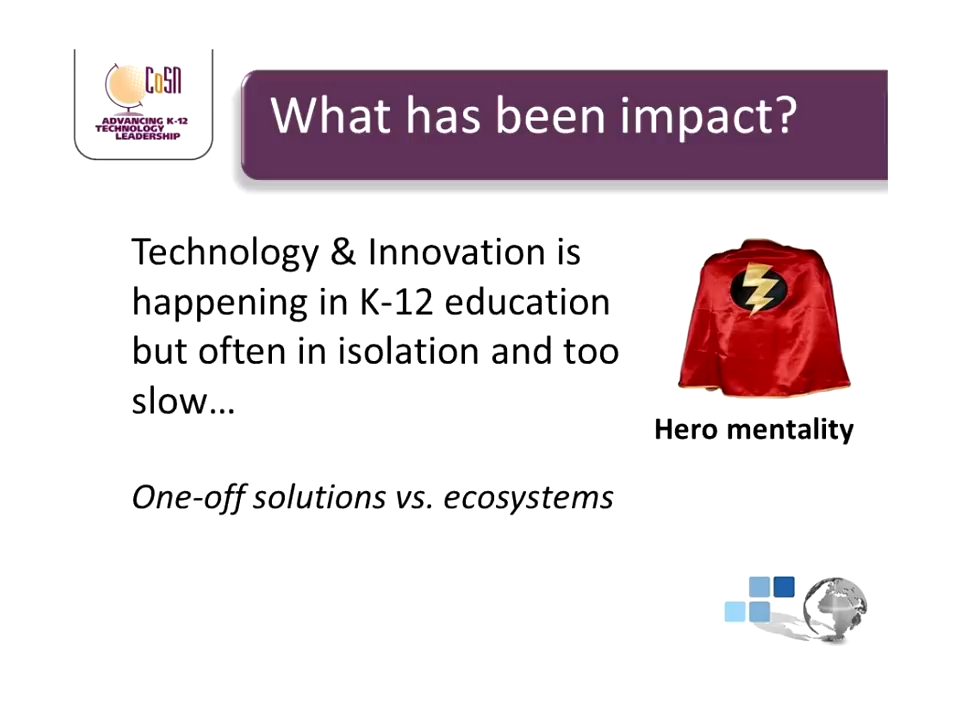 CoSN
ADVANCING K-12
TECHNOLOGY
LEADERSHIP
What has been impact?
Technology & Innovation is
happening in K-12 education
but often in isolation and too
slow…
Hero mentality
One-off solutions vs. ecosystems